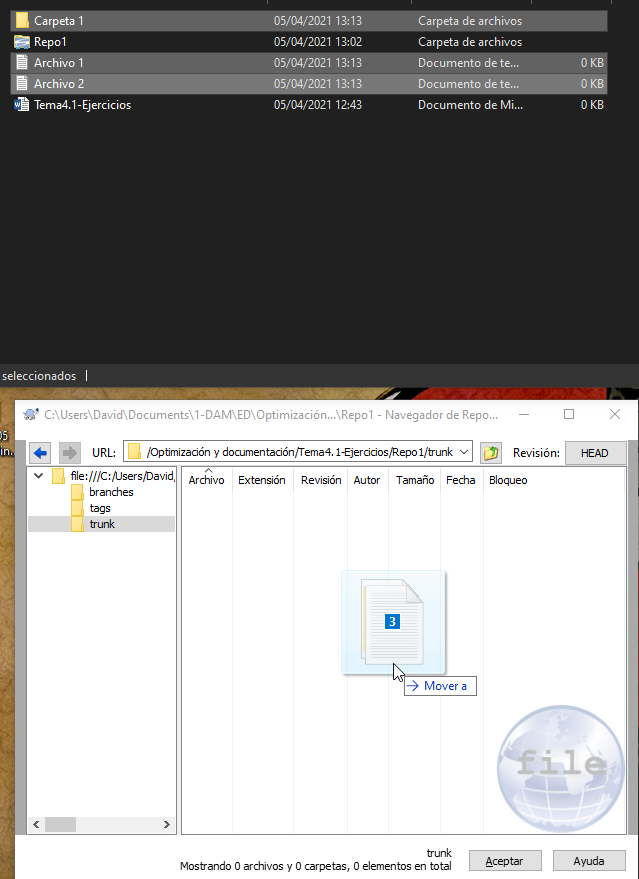 Carpeta 1 05/04/2021 13:13 Carpeta de archivos
Repo1 05/04/2021 13:02 Carpeta de archivos
Archivo 1 05/04/2021 13:13 Documento de te... 0 KB
Archivo 2 05/04/2021 13:13 Documento de te... 0 KB
Tema4.1-Ejercicios 05/04/2021 12:43 Documento de Mi... 0 KB
seleccionados
C:\Users\David\Documents\1-DAM\ED\Optimización...\Repo1 - Navegador de Repo...
URL: /Optimización y documentación/Tema4.1-Ejercicios/Repo1/trunk Revisión: HEAD
file:///C:/Users/David,
branches
tags
trunk
Archivo Extensión Revisión Autor Tamaño Fecha Bloqueo
3
Mover a
file
trunk
Mostrando 0 archivos y 0 carpetas, 0 elementos en total
Aceptar Ayuda